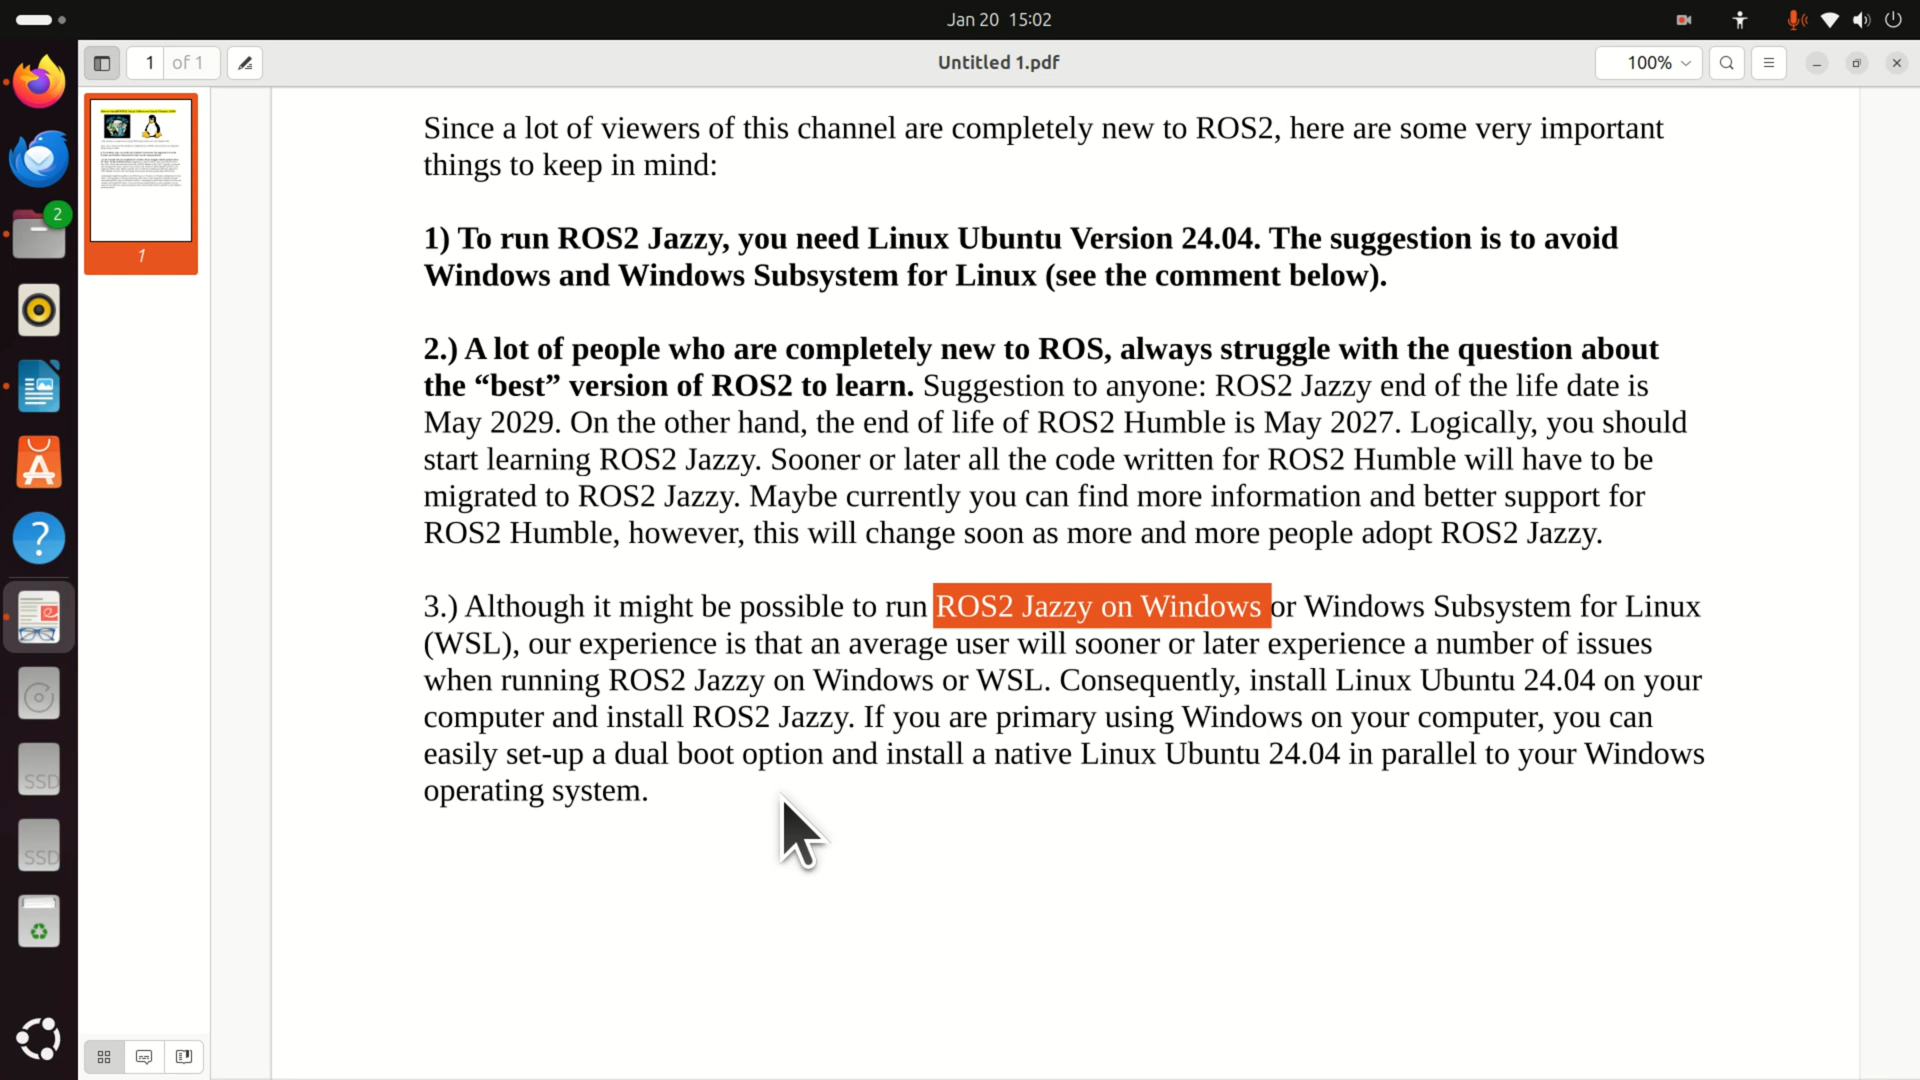 Jan 20 15:02
1 of 1
Untitled 1.pdf
100%
2
1
Since a lot of viewers of this channel are completely new to ROS2, here are some very important
things to keep in mind:
1) To run ROS2 Jazzy, you need Linux Ubuntu Version 24.04. The suggestion is to avoid
Windows and Windows Subsystem for Linux (see the comment below).
2.) A lot of people who are completely new to ROS, always struggle with the question about
the “best” version of ROS2 to learn. Suggestion to anyone: ROS2 Jazzy end of the life date is
May 2029. On the other hand, the end of life of ROS2 Humble is May 2027. Logically, you should
start learning ROS2 Jazzy. Sooner or later all the code written for ROS2 Humble will have to be
migrated to ROS2 Jazzy. Maybe currently you can find more information and better support for
ROS2 Humble, however, this will change soon as more and more people adopt ROS2 Jazzy.
3.) Although it might be possible to run ROS2 Jazzy on Windows or Windows Subsystem for Linux
(WSL), our experience is that an average user will sooner or later experience a number of issues
when running ROS2 Jazzy on Windows or WSL. Consequently, install Linux Ubuntu 24.04 on your
computer and install ROS2 Jazzy. If you are primary using Windows on your computer, you can
easily set-up a dual boot option and install a native Linux Ubuntu 24.04 in parallel to your Windows
operating system.
SSD
SSD